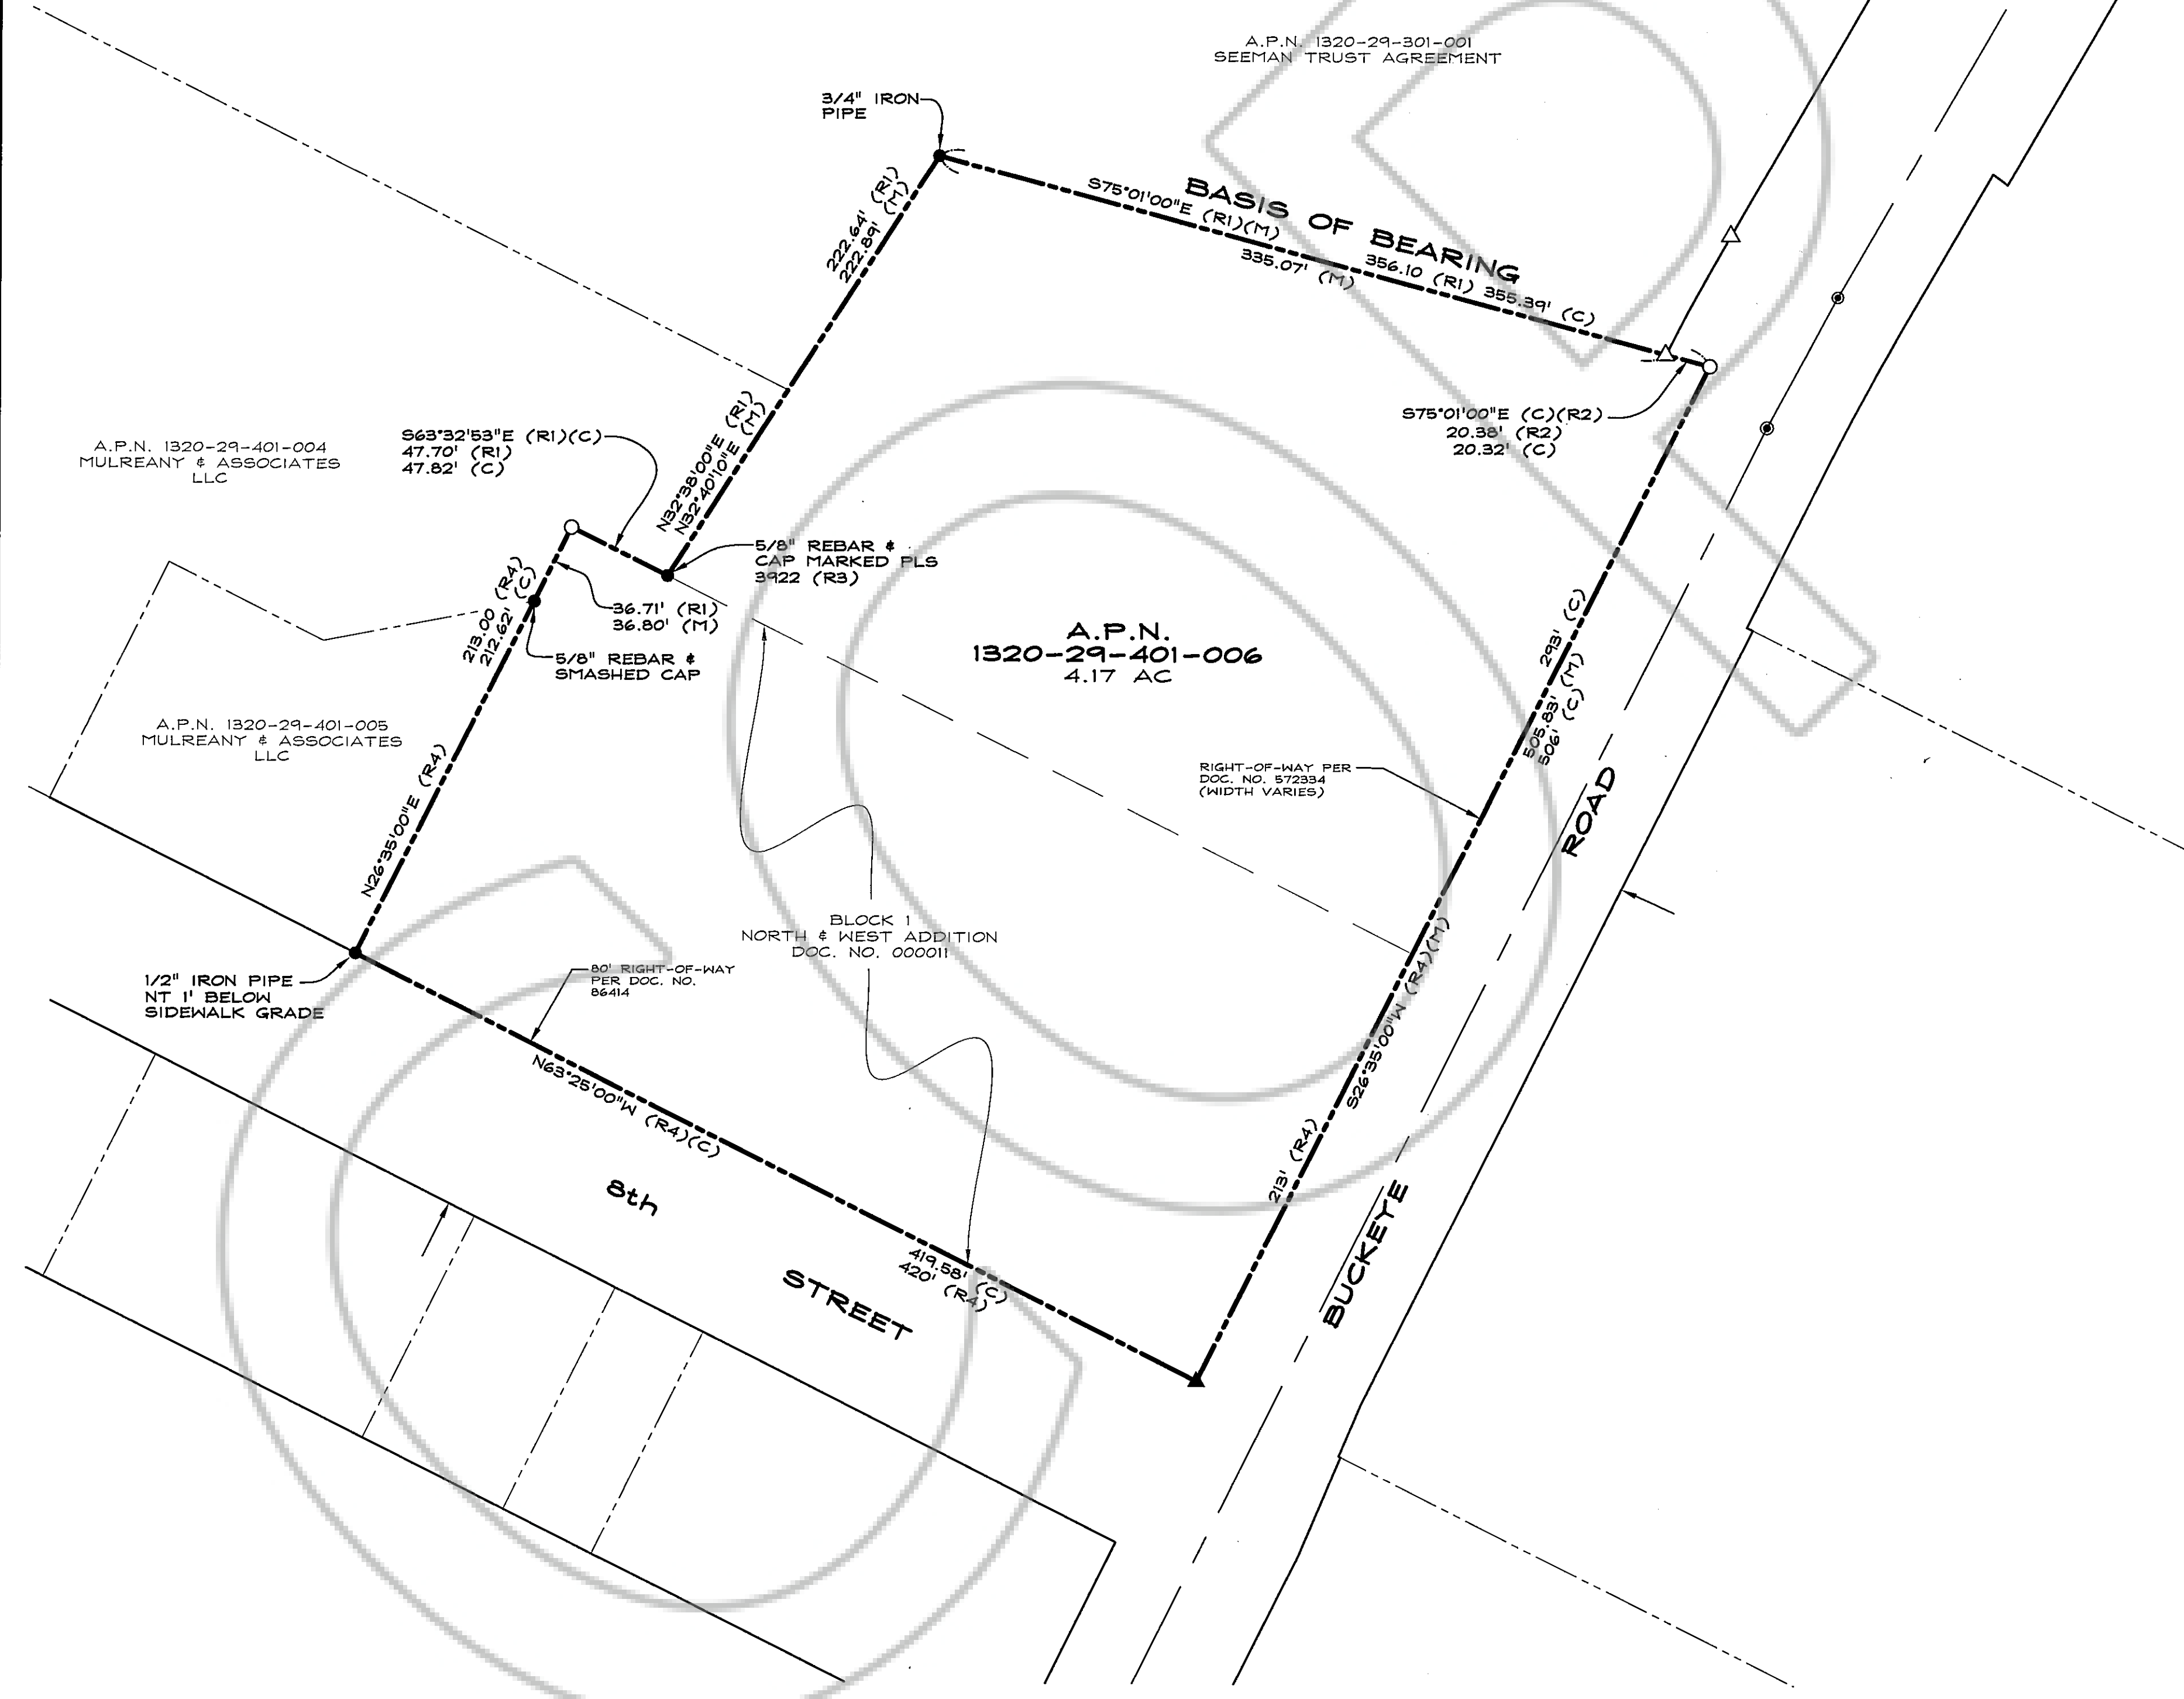 A.P.N. 1320-29-301-001
SEEMAN TRUST AGREEMENT
3/4" IRON
PIPE
BASIS OF BEARING
S75°01'00"E (R1)(M)
335.07' (M)
356.10 (R1) 355.39' (C)
222.64' (R1)
222.89' (M)
N32°38'00"E (R1)
N32°40'10"E (M)
S75°01'00"E (C)(R2)
20.38' (R2)
20.32' (C)
A.P.N. 1320-29-401-004
MULREANY & ASSOCIATES
LLC
S63°32'53"E (R1)(C)
47.70' (R1)
47.82' (C)
5/8" REBAR &
CAP MARKED PLS
3922 (R3)
36.71' (R1)
36.80' (M)
213.00 (R4)
212.62' (C)
5/8" REBAR &
SMASHED CAP
A.P.N.
1320-29-401-006
4.17 AC
293' (C)
505.83' (M)
506' (C)
A.P.N. 1320-29-401-005
MULREANY & ASSOCIATES
LLC
N26°35'00"E (R4)
RIGHT-OF-WAY PER
DOC. NO. 572334
(WIDTH VARIES)
ROAD
BLOCK 1
NORTH & WEST ADDITION
DOC. NO. 000011
1/2" IRON PIPE
NT 1' BELOW
SIDEWALK GRADE
80' RIGHT-OF-WAY
PER DOC. NO.
86414
S26°35'00"W (R4)(M)
N63°25'00"W (R4)(C)
213' (R4)
8th
STREET
419.58' (C)
420' (R4)
BUCKEYE